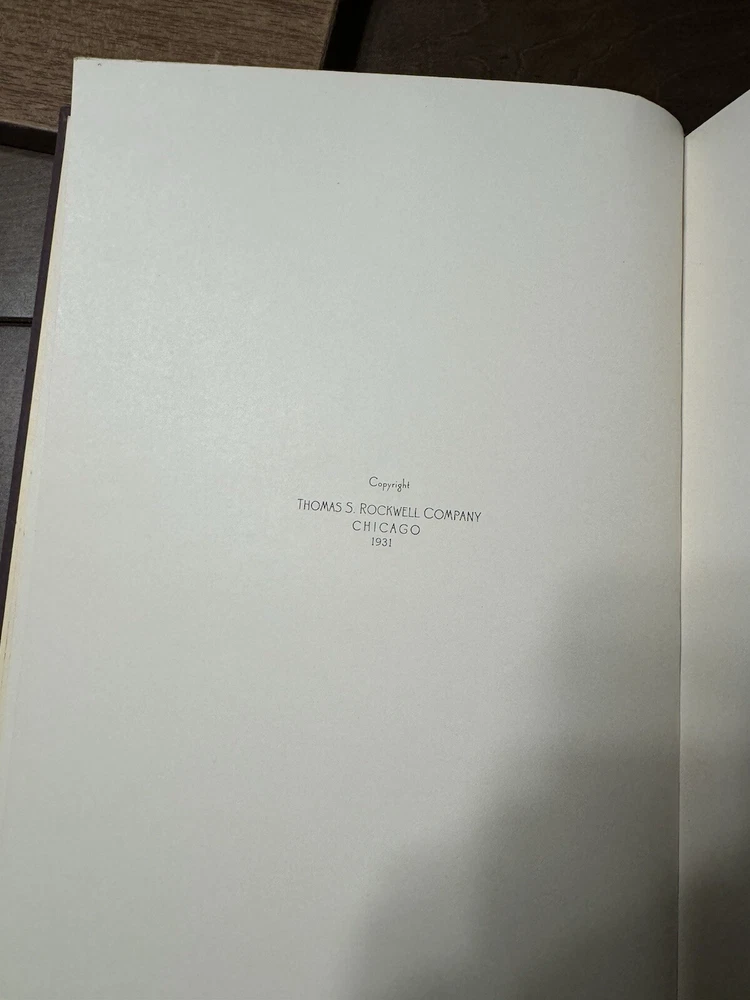 Copyright
THOMAS S. ROCKWELL COMPANY
CHICAGO
1931